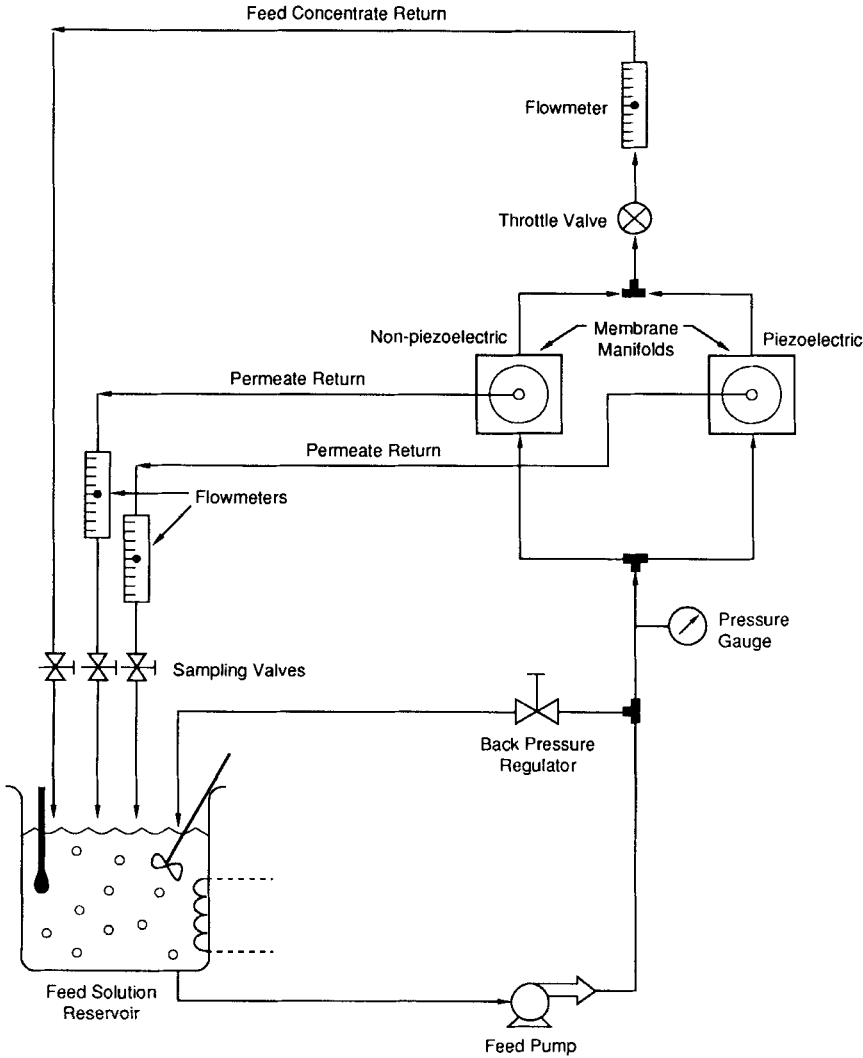 Feed Concentrate Return
Flowmeter
Throttle Valve
Non-piezoelectric
Membrane
Manifolds
Piezoelectric
Permeate Return
Permeate Return
Flowmeters
Pressure
Gauge
Sampling Valves
Back Pressure
Regulator
Feed Solution
Reservoir
Feed Pump